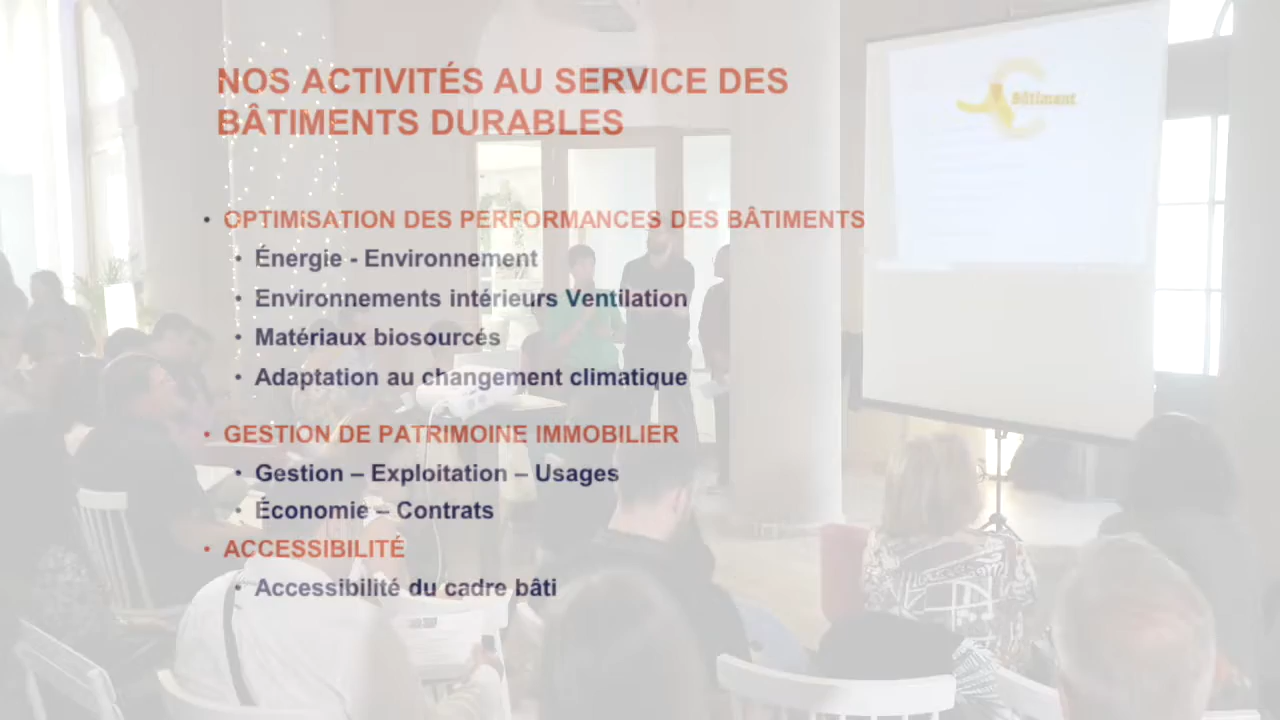 NOS ACTIVITÉS AU SERVICE DES
BÂTIMENTS DURABLES
• OPTIMISATION DES PERFORMANCES DES BÂTIMENTS
• Énergie - Environnement
• Environnements intérieurs Ventilation
• Matériaux biosourcés
• Adaptation au changement climatique
• GESTION DE PATRIMOINE IMMOBILIER
• Gestion – Exploitation – Usages
• Économie – Contrats
• ACCESSIBILITÉ
• Accessibilité du cadre bâti
Bâtiment